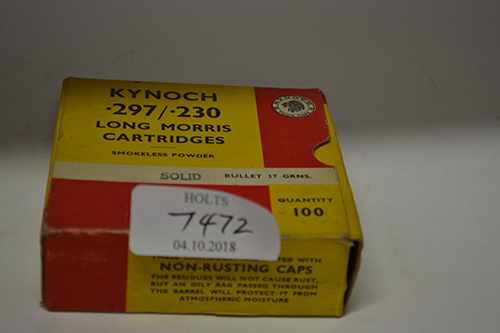 KYNOCH
·297/·230
LONG MORRIS
CARTRIDGES
SMOKELESS POWDER
SOLID BULLET 37 GRNS.
QUANTITY
100
HOLTS
7472
04.10.2018
WITH
NON-RUSTING CAPS
THE RESIDUES WILL NOT CAUSE RUST,
BUT AN OILY RAG PASSED THROUGH
THE BARREL WILL PROTECT IT FROM
ATMOSPHERIC MOISTURE